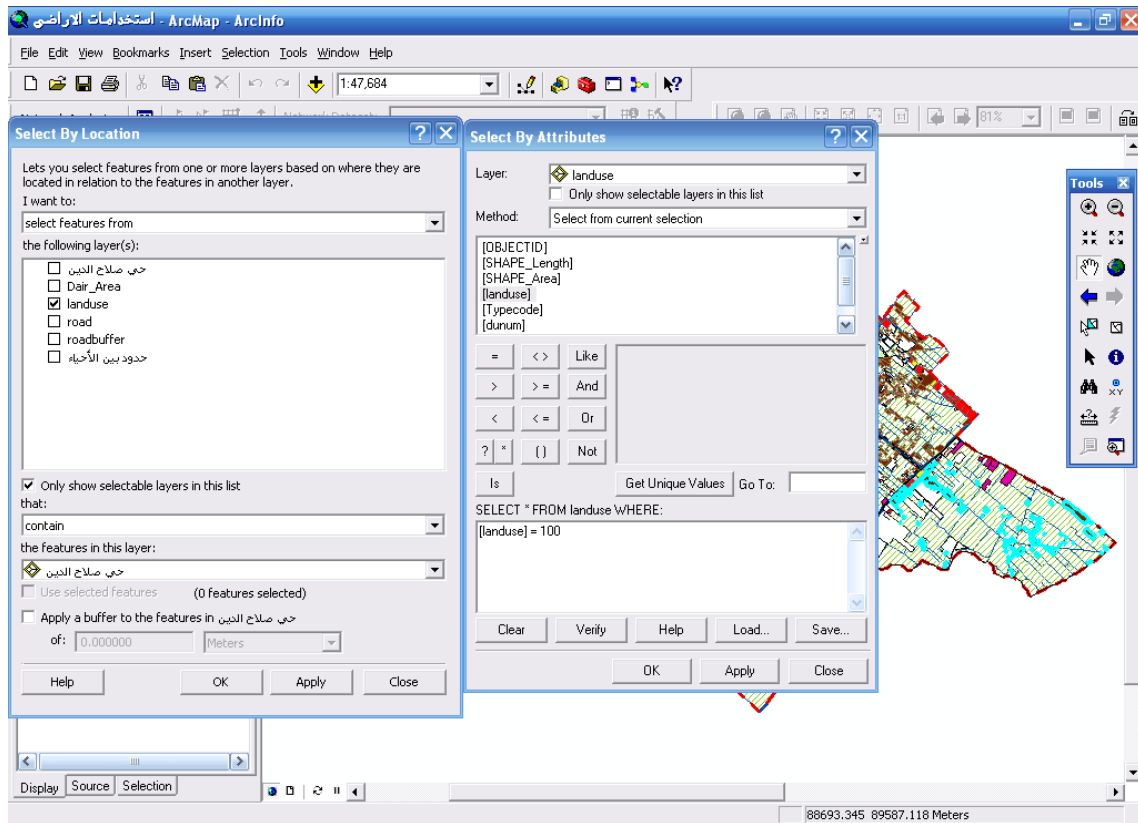 استخدامات الاراضي - ArcMap - ArcInfo
File Edit View Bookmarks Insert Selection Tools Window Help
1:47,684
81%
Select By Location
Lets you select features from one or more layers based on where they are
located in relation to the features in another layer.
I want to:
select features from
the following layer(s):
حي صلاح الدين
Dair_Area
landuse
road
roadbuffer
حدود بين الأحياء
Only show selectable layers in this list
that:
contain
the features in this layer:
حي صلاح الدين
Use selected features (0 features selected)
Apply a buffer to the features in حي صلاح الدين
of: 0.000000 Meters
Help OK Apply Close
Select By Attributes
Layer: landuse
Only show selectable layers in this list
Method: Select from current selection
[OBJECTID]
[SHAPE_Length]
[SHAPE_Area]
[landuse]
[Typecode]
[dunum]
= < > Like
> > = And
< < = Or
? * ( ) Not
Is Get Unique Values Go To:
SELECT * FROM landuse WHERE:
[landuse] = 100
Clear Verify Help Load... Save...
OK Apply Close
Tools
Display Source Selection
88693.345 89587.118 Meters